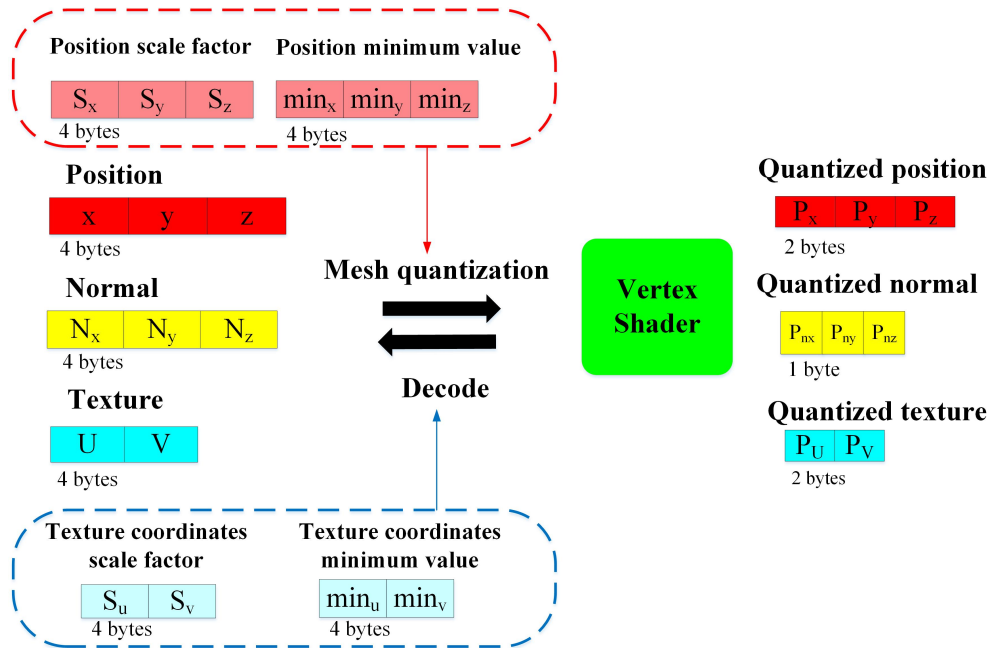 Position scale factor
Position minimum value
Sx Sy Sz
minx miny minz
4 bytes
4 bytes
Position
x y z
4 bytes
Normal
Nx Ny Nz
4 bytes
Texture
U V
4 bytes
Mesh quantization
Decode
Vertex
Shader
Quantized position
Px Py Pz
2 bytes
Quantized normal
Pnx Pny Pnz
1 byte
Quantized texture
PU PV
2 bytes
Texture coordinates
scale factor
Su Sv
4 bytes
Texture coordinates
minimum value
minu minv
4 bytes